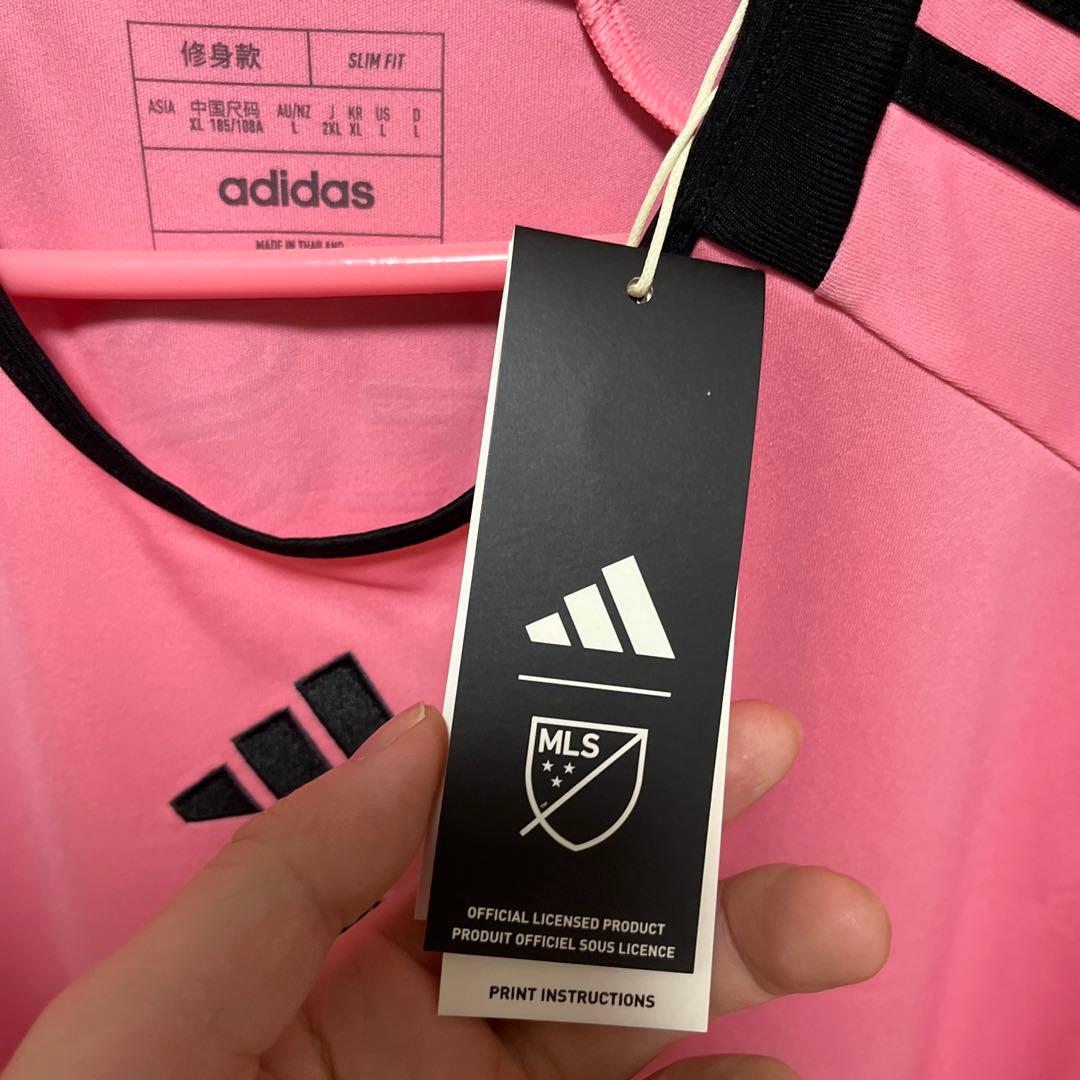 修身款 SLIM FIT
ASIA 中国尺码 AU/NZ J KR US D
XL 185/108A L 2XL XL L L
adidas
MADE IN THAILAND
MLS
OFFICIAL LICENSED PRODUCT
PRODUIT OFFICIEL SOUS LICENCE
PRINT INSTRUCTIONS